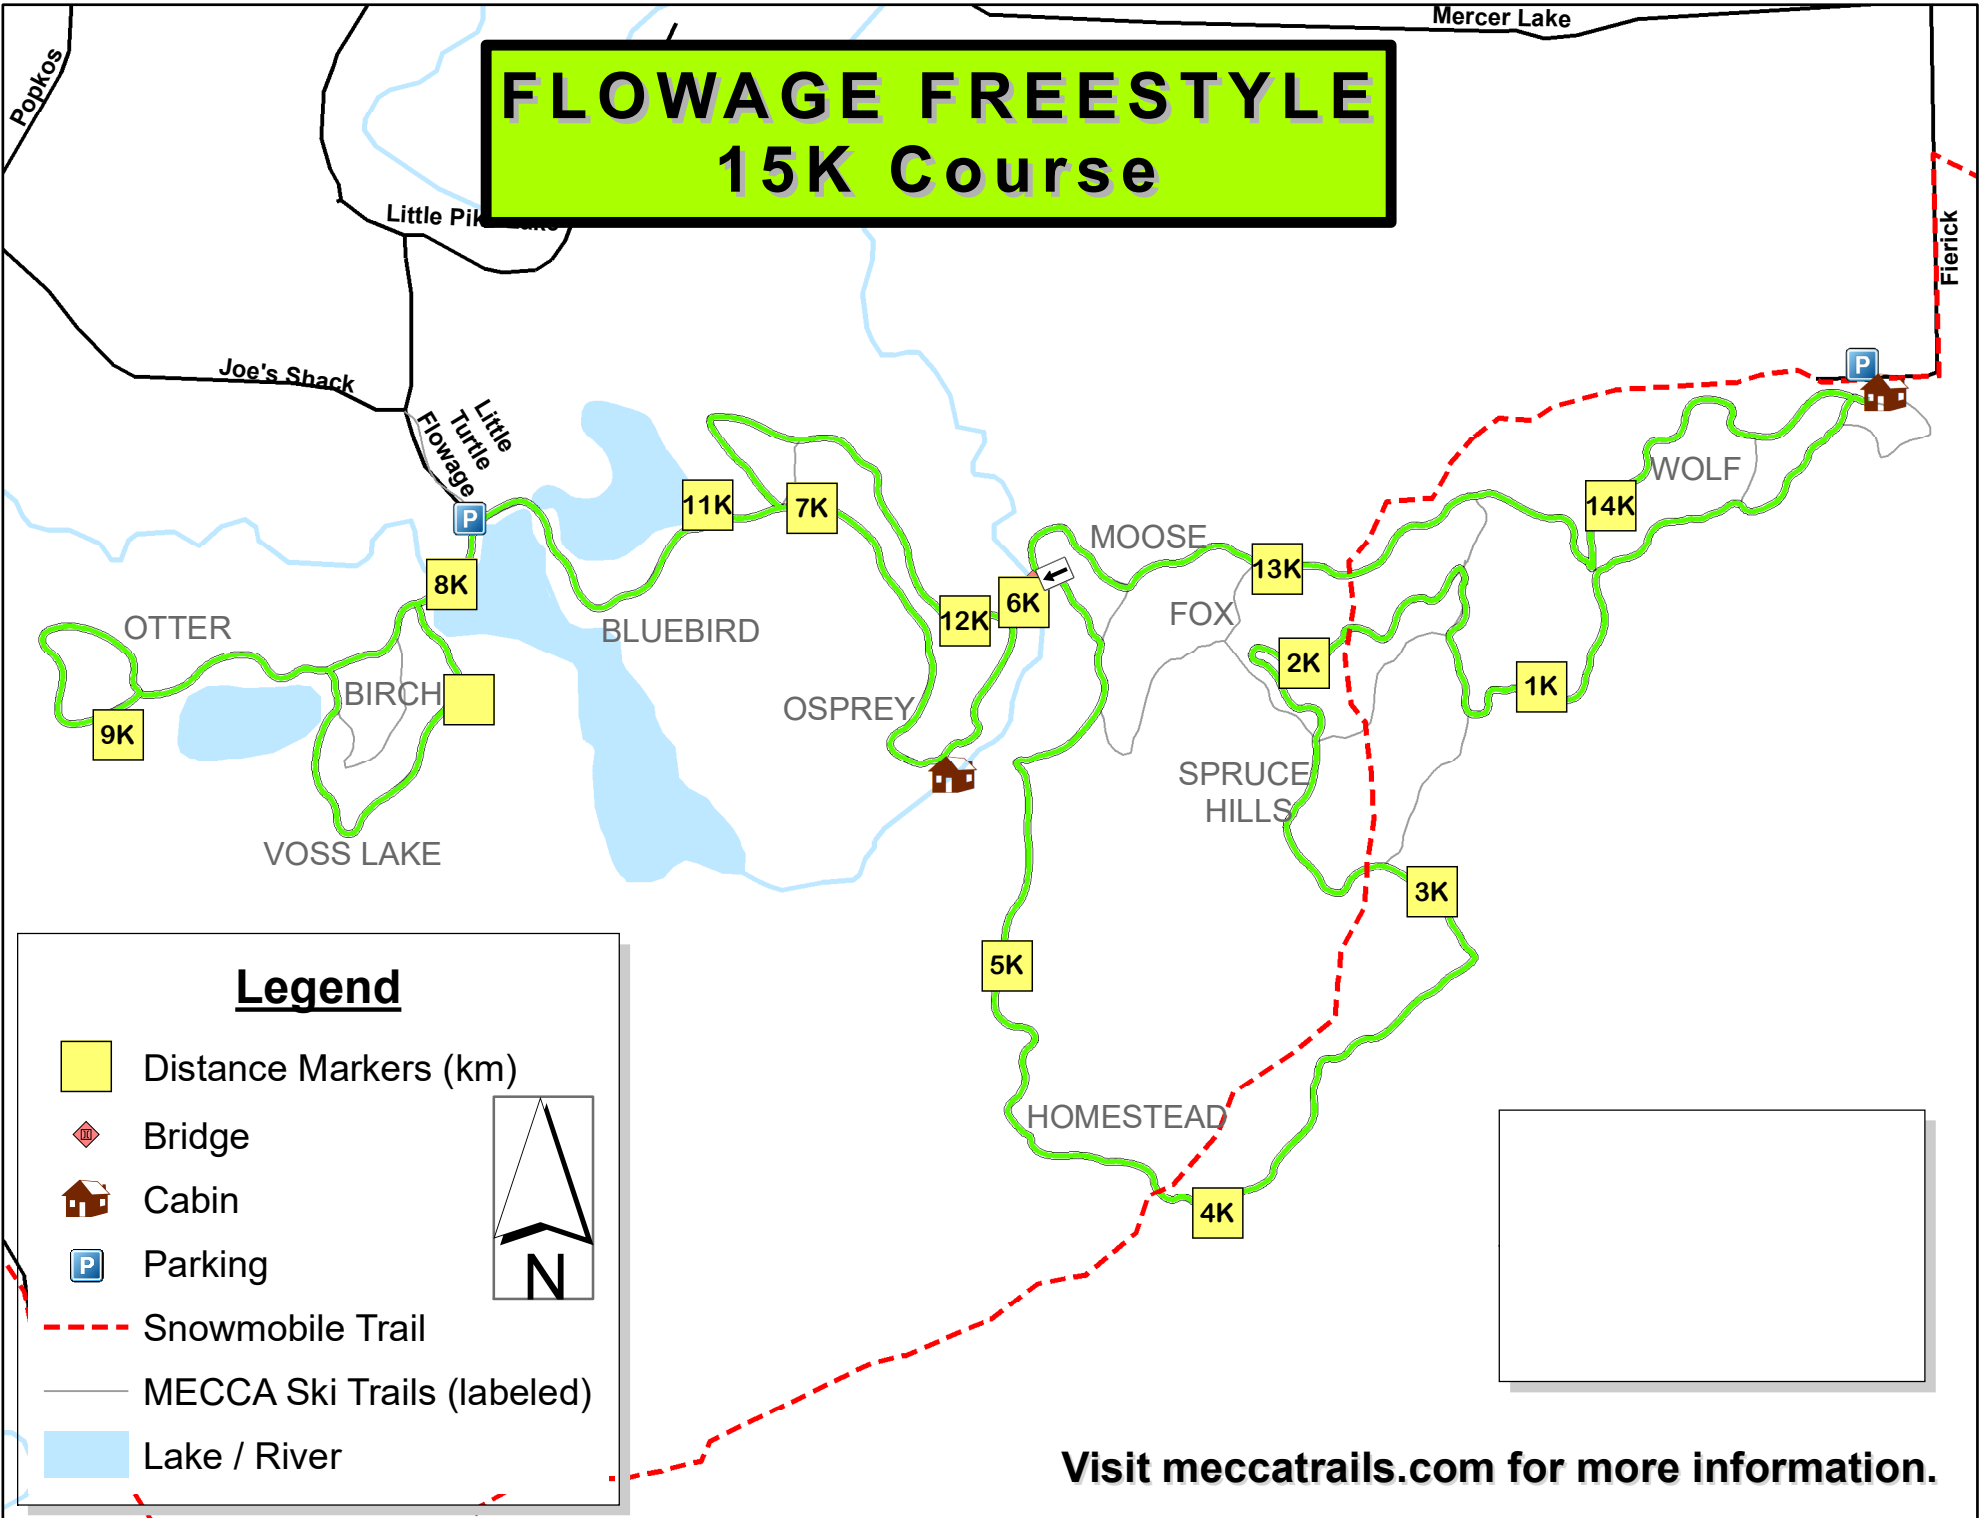 Mercer Lake
Popkos
FLOWAGE FREESTYLE
15K Course
Little Pik
Fierick
Joe's Shack
P
Little
Turtle
Flowage
WOLF
14K
11K
7K
P
MOOSE
13K
8K
6K
12K
FOX
OTTER
BLUEBIRD
2K
1K
BIRCH
OSPREY
9K
SPRUCE
HILLS
VOSS LAKE
3K
5K
HOMESTEAD
4K
Legend
Distance Markers (km)
Bridge
Cabin
P Parking
Snowmobile Trail
MECCA Ski Trails (labeled)
Lake / River
N
Visit meccatrails.com for more information.